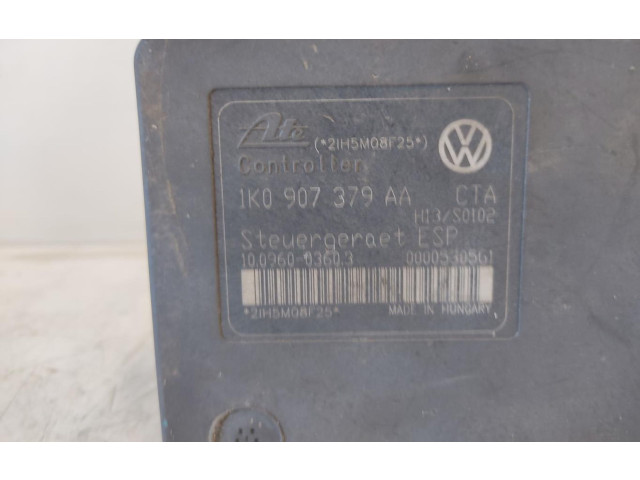 Ate (*2IH5M08F25*)
Controller
1K0 907 379 AA CTA
H13/S0102
Steuergeraet ESP
10.0960-0360.3 0000530561
*2IH5M08F25* MADE IN HUNGARY